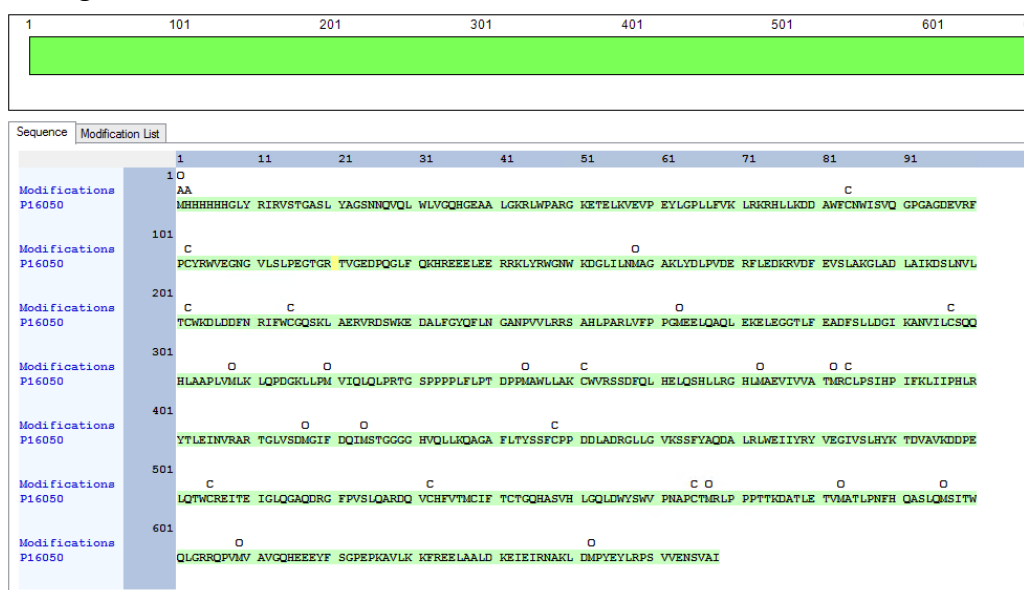 1 101 201 301 401 501 601
Sequence Modification List
1 11 21 31 41 51 61 71 81 91
1 O
Modifications AA C
P16050 MHHHHHHGLY RIRVSTGASL YAGSNNQVQL WLVGQHGEAA LGKRLWPARG KETELKVEVP EYLGPLLFVK LRKRHLLKDD AWFCNWISVQ GPGAGDEVRF
101
Modifications C O
P16050 PCYRWVEGNG VLSLPEGTGR TVGEDPQGLF QKHREEELEE RRKLYRWGNW KDGLILNMAG AKLYDLPVDE RFLEDKRVDF EVSLAKGLAD LAIKDSLNVL
201
Modifications C C O C
P16050 TCWKDLDDFN RIFWCGQSKL AERVRDSWKE DALFGYQFLN GANPVVLRRS AHLPARLVFP PGMEELQAQL EKELEGGTLF EADFSLLDGI KANVILCSQQ
301
Modifications O O O C O O C
P16050 HLAAPLVMLK LQPDGKLLPM VIQLQLPRTG SPPPPLFLPT DPPMAWLLAK CWVRSSDFQL HELQSHLLRG HLMAEVIVVA TMRCLPSIHP IFKLIIPHLR
401
Modifications O O C
P16050 YTLEINVRAR TGLVSDMGIF DQIMSTGGGG HVQLLKQAGA FLTYSSFCPP DDLADRGLLG VKSSFYAQDA LRLWEIIYRY VEGIVSLHYK TDVAVKDDPE
501
Modifications C C C O O O
P16050 LQTWCREITE IGLQGAQDRG FPVSLQARDQ VCHFVTMCIF TCTGQHASVH LGQLDWYSWV PNAPCTMRLP PPTTKDATLE TVMATLPNFH QASLQMSITW
601
Modifications O O
P16050 QLGRRQPVMV AVGQHEEEYF SGPEPKAVLK KFREELAALD KEIEIRNAKL DMPYEYLRPS VVENSVAI